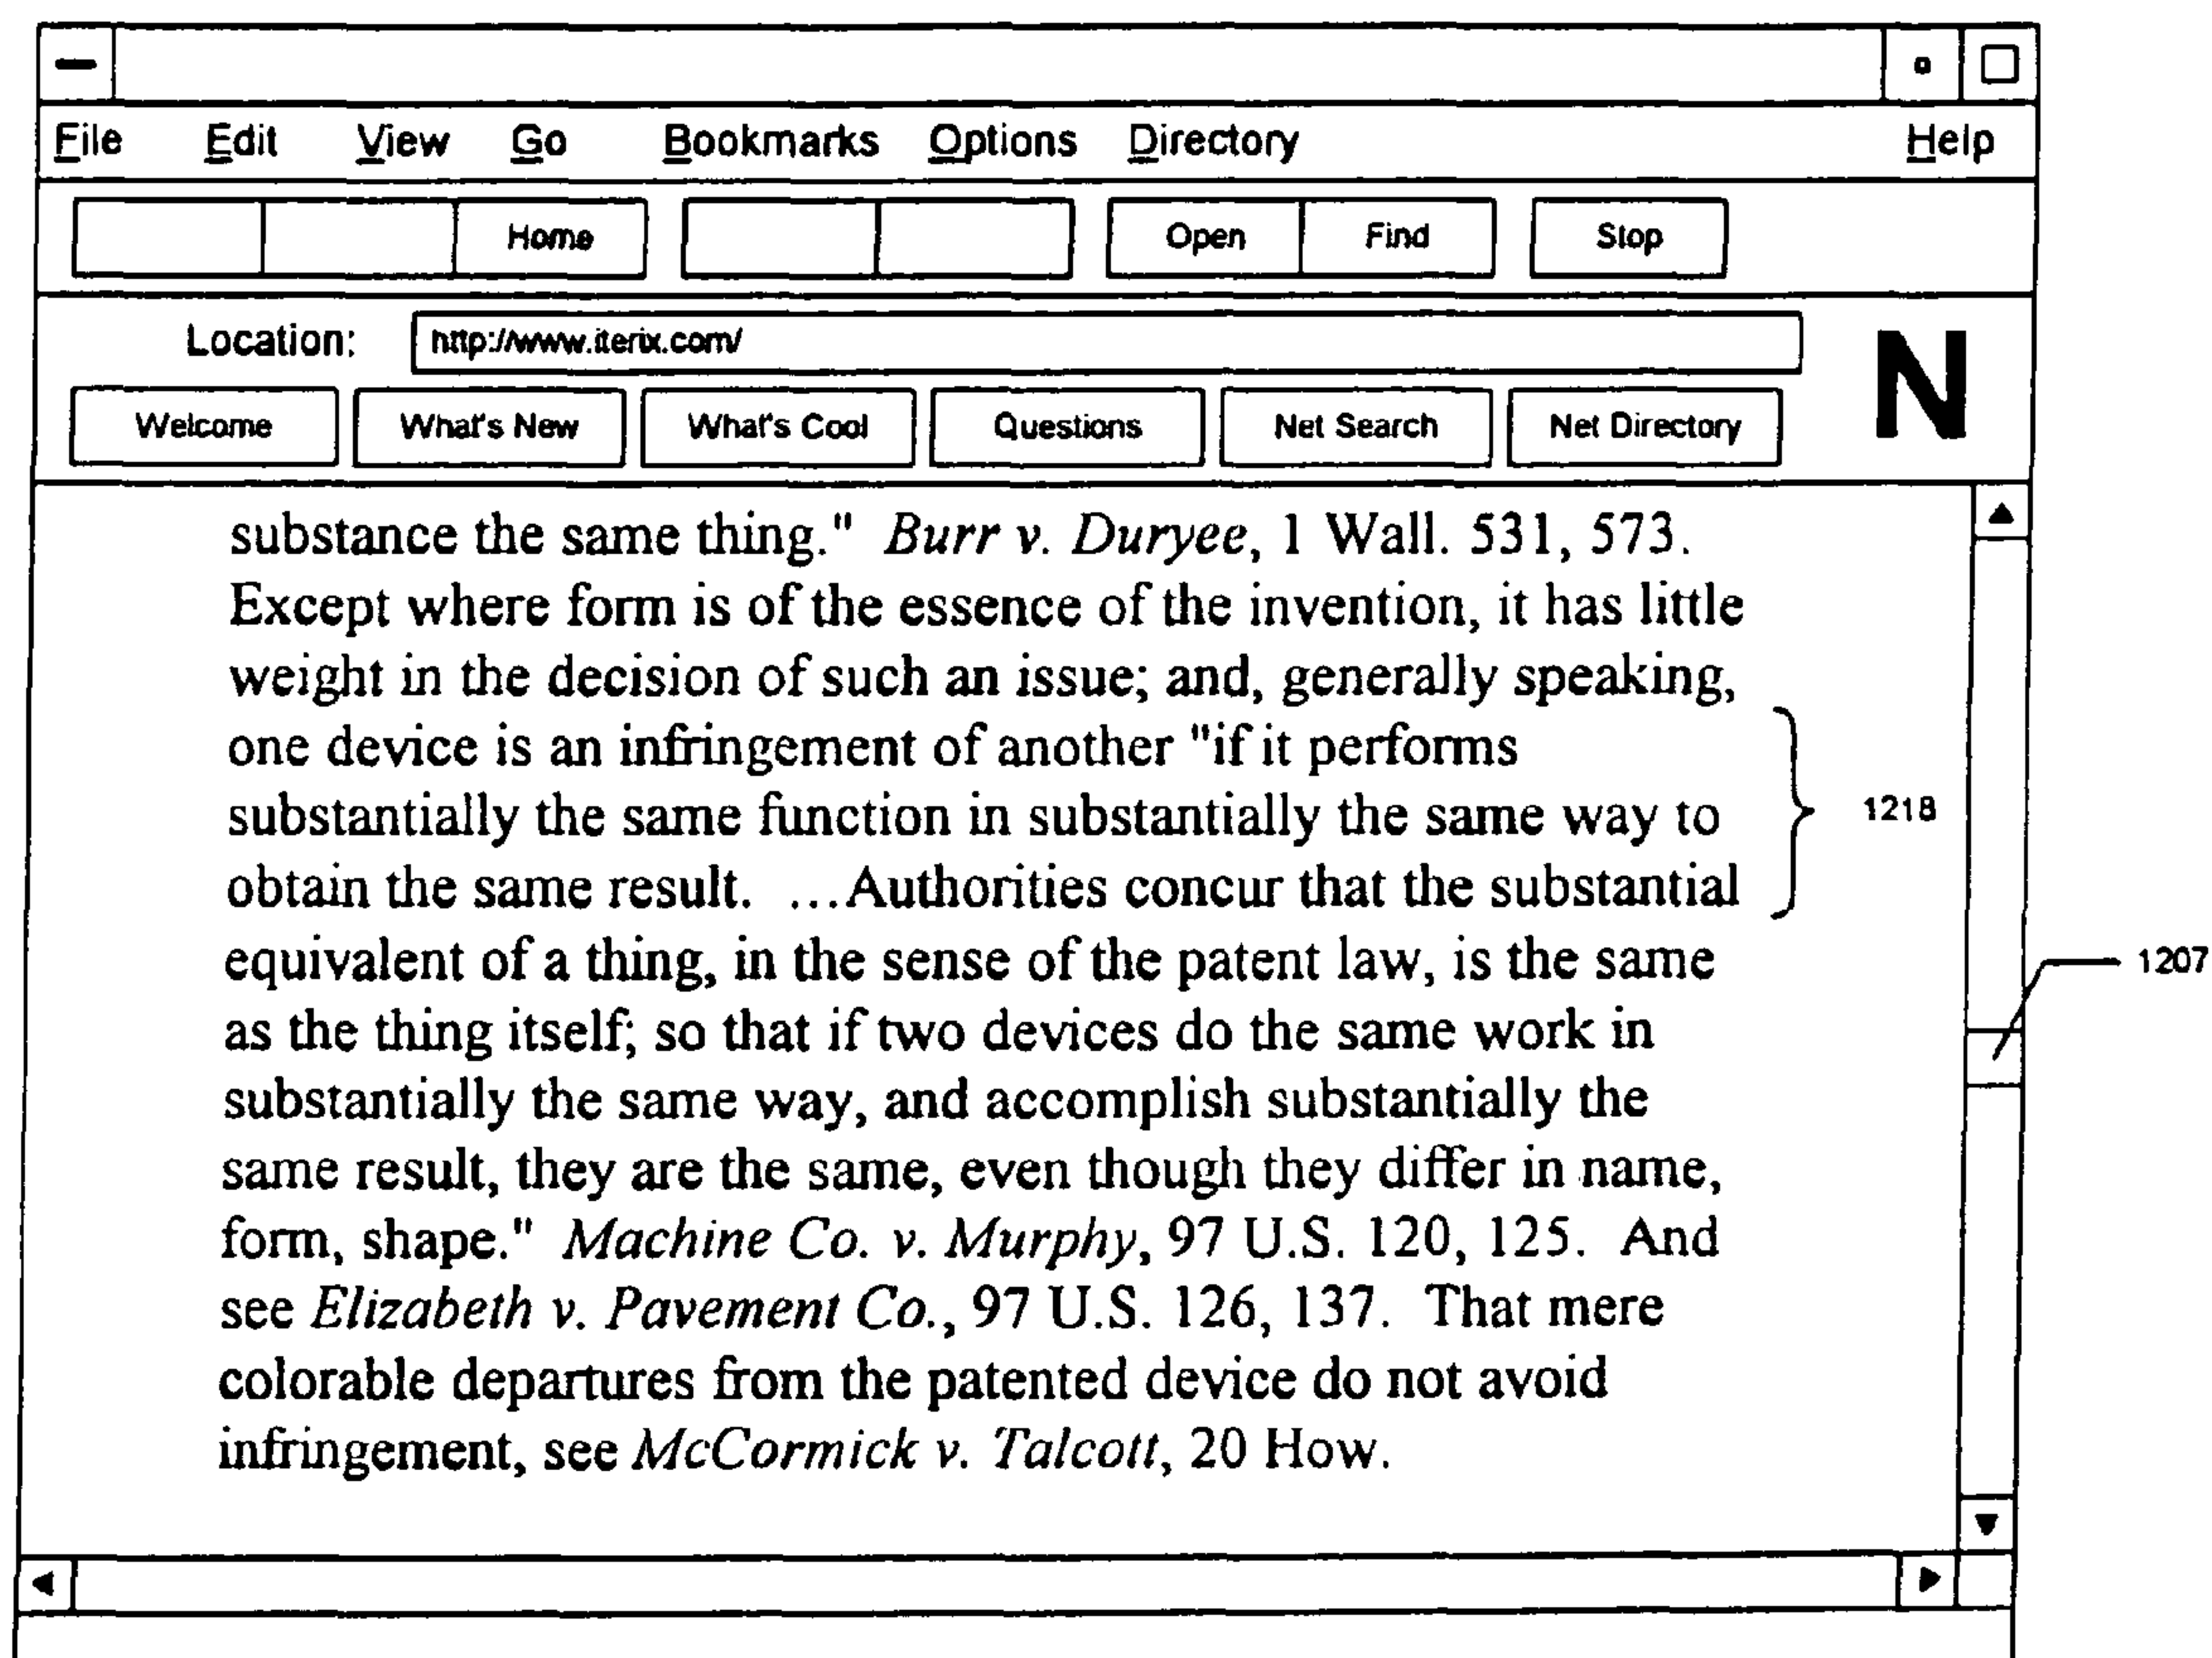 File Edit View Go Bookmarks Options Directory Help
Home Open Find Stop
Location: http://www.iterix.com/
N
Welcome What's New What's Cool Questions Net Search Net Directory
substance the same thing." Burr v. Duryee, 1 Wall. 531, 573.
Except where form is of the essence of the invention, it has little
weight in the decision of such an issue; and, generally speaking,
one device is an infringement of another "if it performs
substantially the same function in substantially the same way to
1218
obtain the same result. ...Authorities concur that the substantial
equivalent of a thing, in the sense of the patent law, is the same
1207
as the thing itself; so that if two devices do the same work in
substantially the same way, and accomplish substantially the
same result, they are the same, even though they differ in name,
form, shape." Machine Co. v. Murphy, 97 U.S. 120, 125. And
see Elizabeth v. Pavement Co., 97 U.S. 126, 137. That mere
colorable departures from the patented device do not avoid
infringement, see McCormick v. Talcott, 20 How.